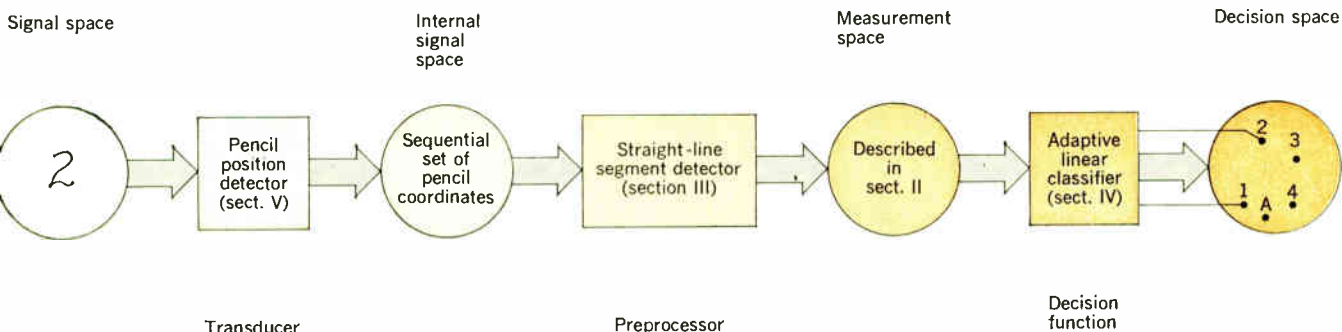 Signal space
Internal
signal
space
Measurement
space
Decision space
2
Pencil
position
detector
(sect. V)
Sequential
set of
pencil
coordinates
Straight-line
segment detector
(section III)
Described
in
sect. II
Adaptive
linear
classifier
(sect. IV)
2
3
1
A
4
Transducer
Preprocessor
Decision
function